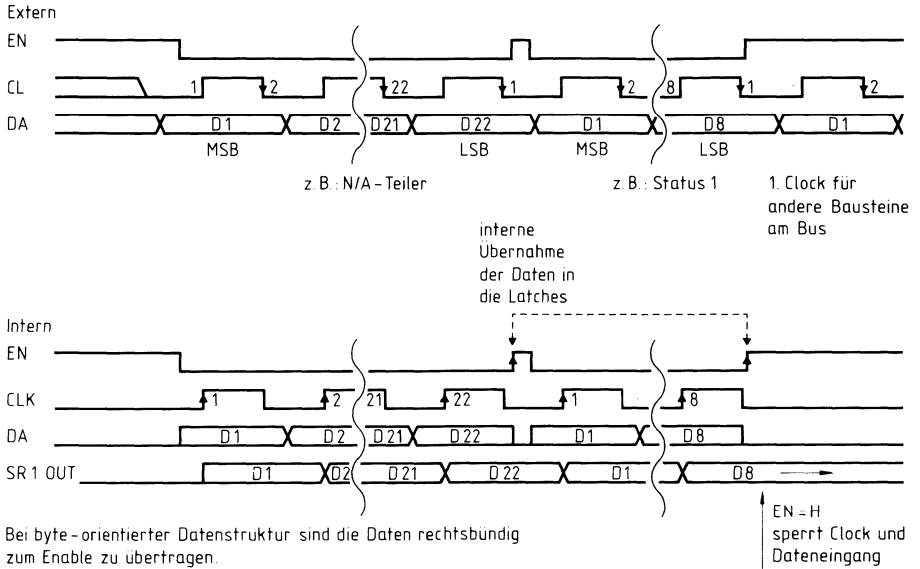 Extern
EN
CL 1 2 22 1 2 8 1 2
DA D1 D2 D21 D22 D1 D8 D1
MSB LSB MSB LSB
z. B.: N/A-Teiler z. B.: Status 1 1. Clock für
andere Bausteine
am Bus
interne
Übernahme
der Daten in
die Latches
Intern
EN
CLK 1 2 21 22 1 8
DA D1 D2 D21 D22 D1 D8
SR 1 OUT D1 D2 D21 D22 D1 D8
Bei byte-orientierter Datenstruktur sind die Daten rechtsbündig
zum Enable zu übertragen.
EN = H
sperrt Clock und
Dateneingang